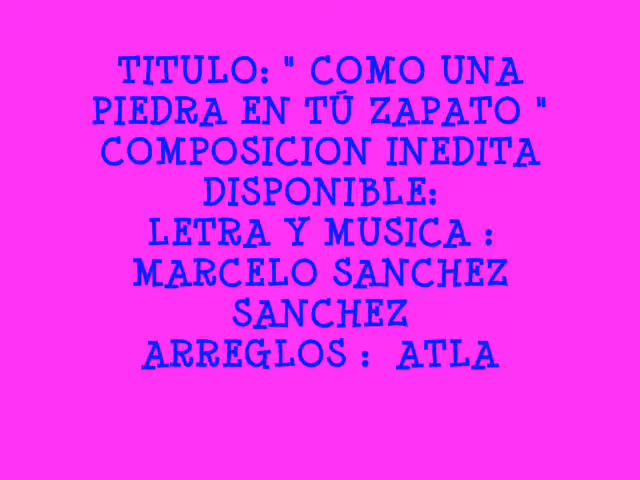 TITULO: " COMO UNA
PIEDRA EN TÚ ZAPATO "
COMPOSICION INEDITA
DISPONIBLE:
LETRA Y MUSICA :
MARCELO SANCHEZ
SANCHEZ
ARREGLOS : ATLA